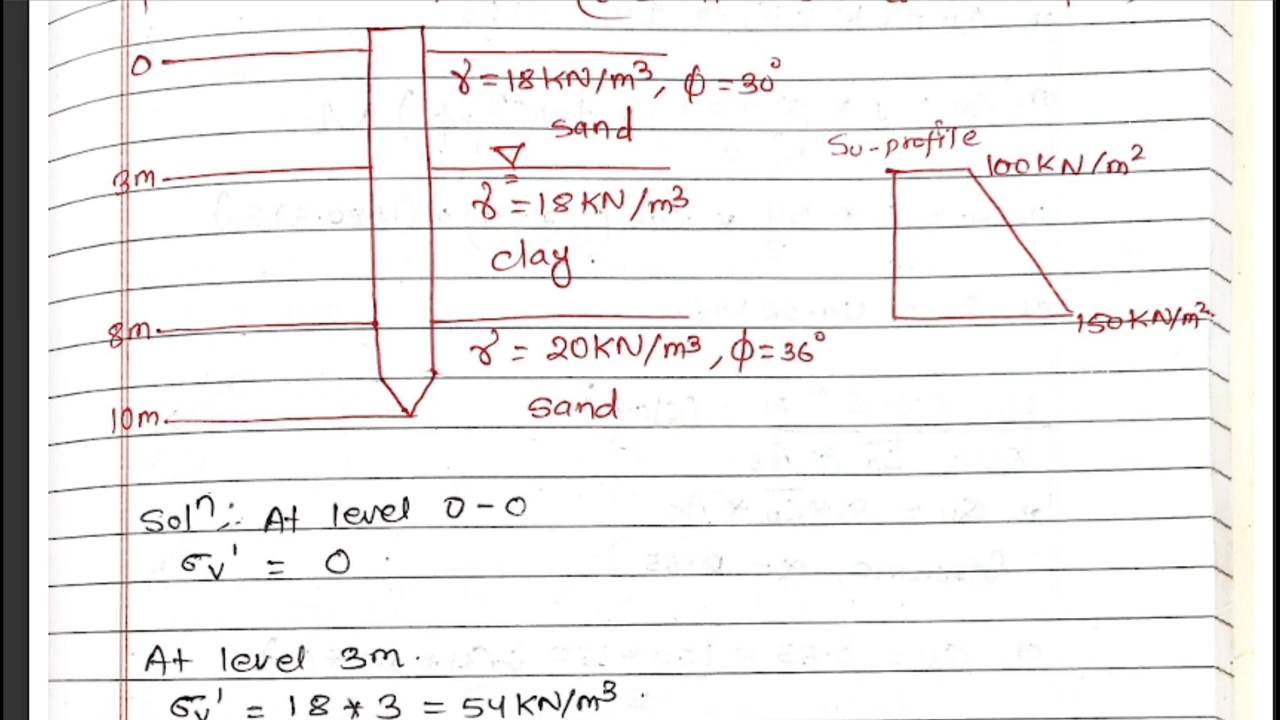 0
γ = 18 KN/m³, φ = 30°
sand
Su-profile
100 KN/m²
3m
γ = 18 KN/m³
clay.
8m
150 KN/m².
γ = 20 KN/m³, φ = 36°
sand
10m
Solⁿ:- At level 0-0
σv' = 0
At level 3m.
σv' = 18 * 3 = 54 KN/m³.